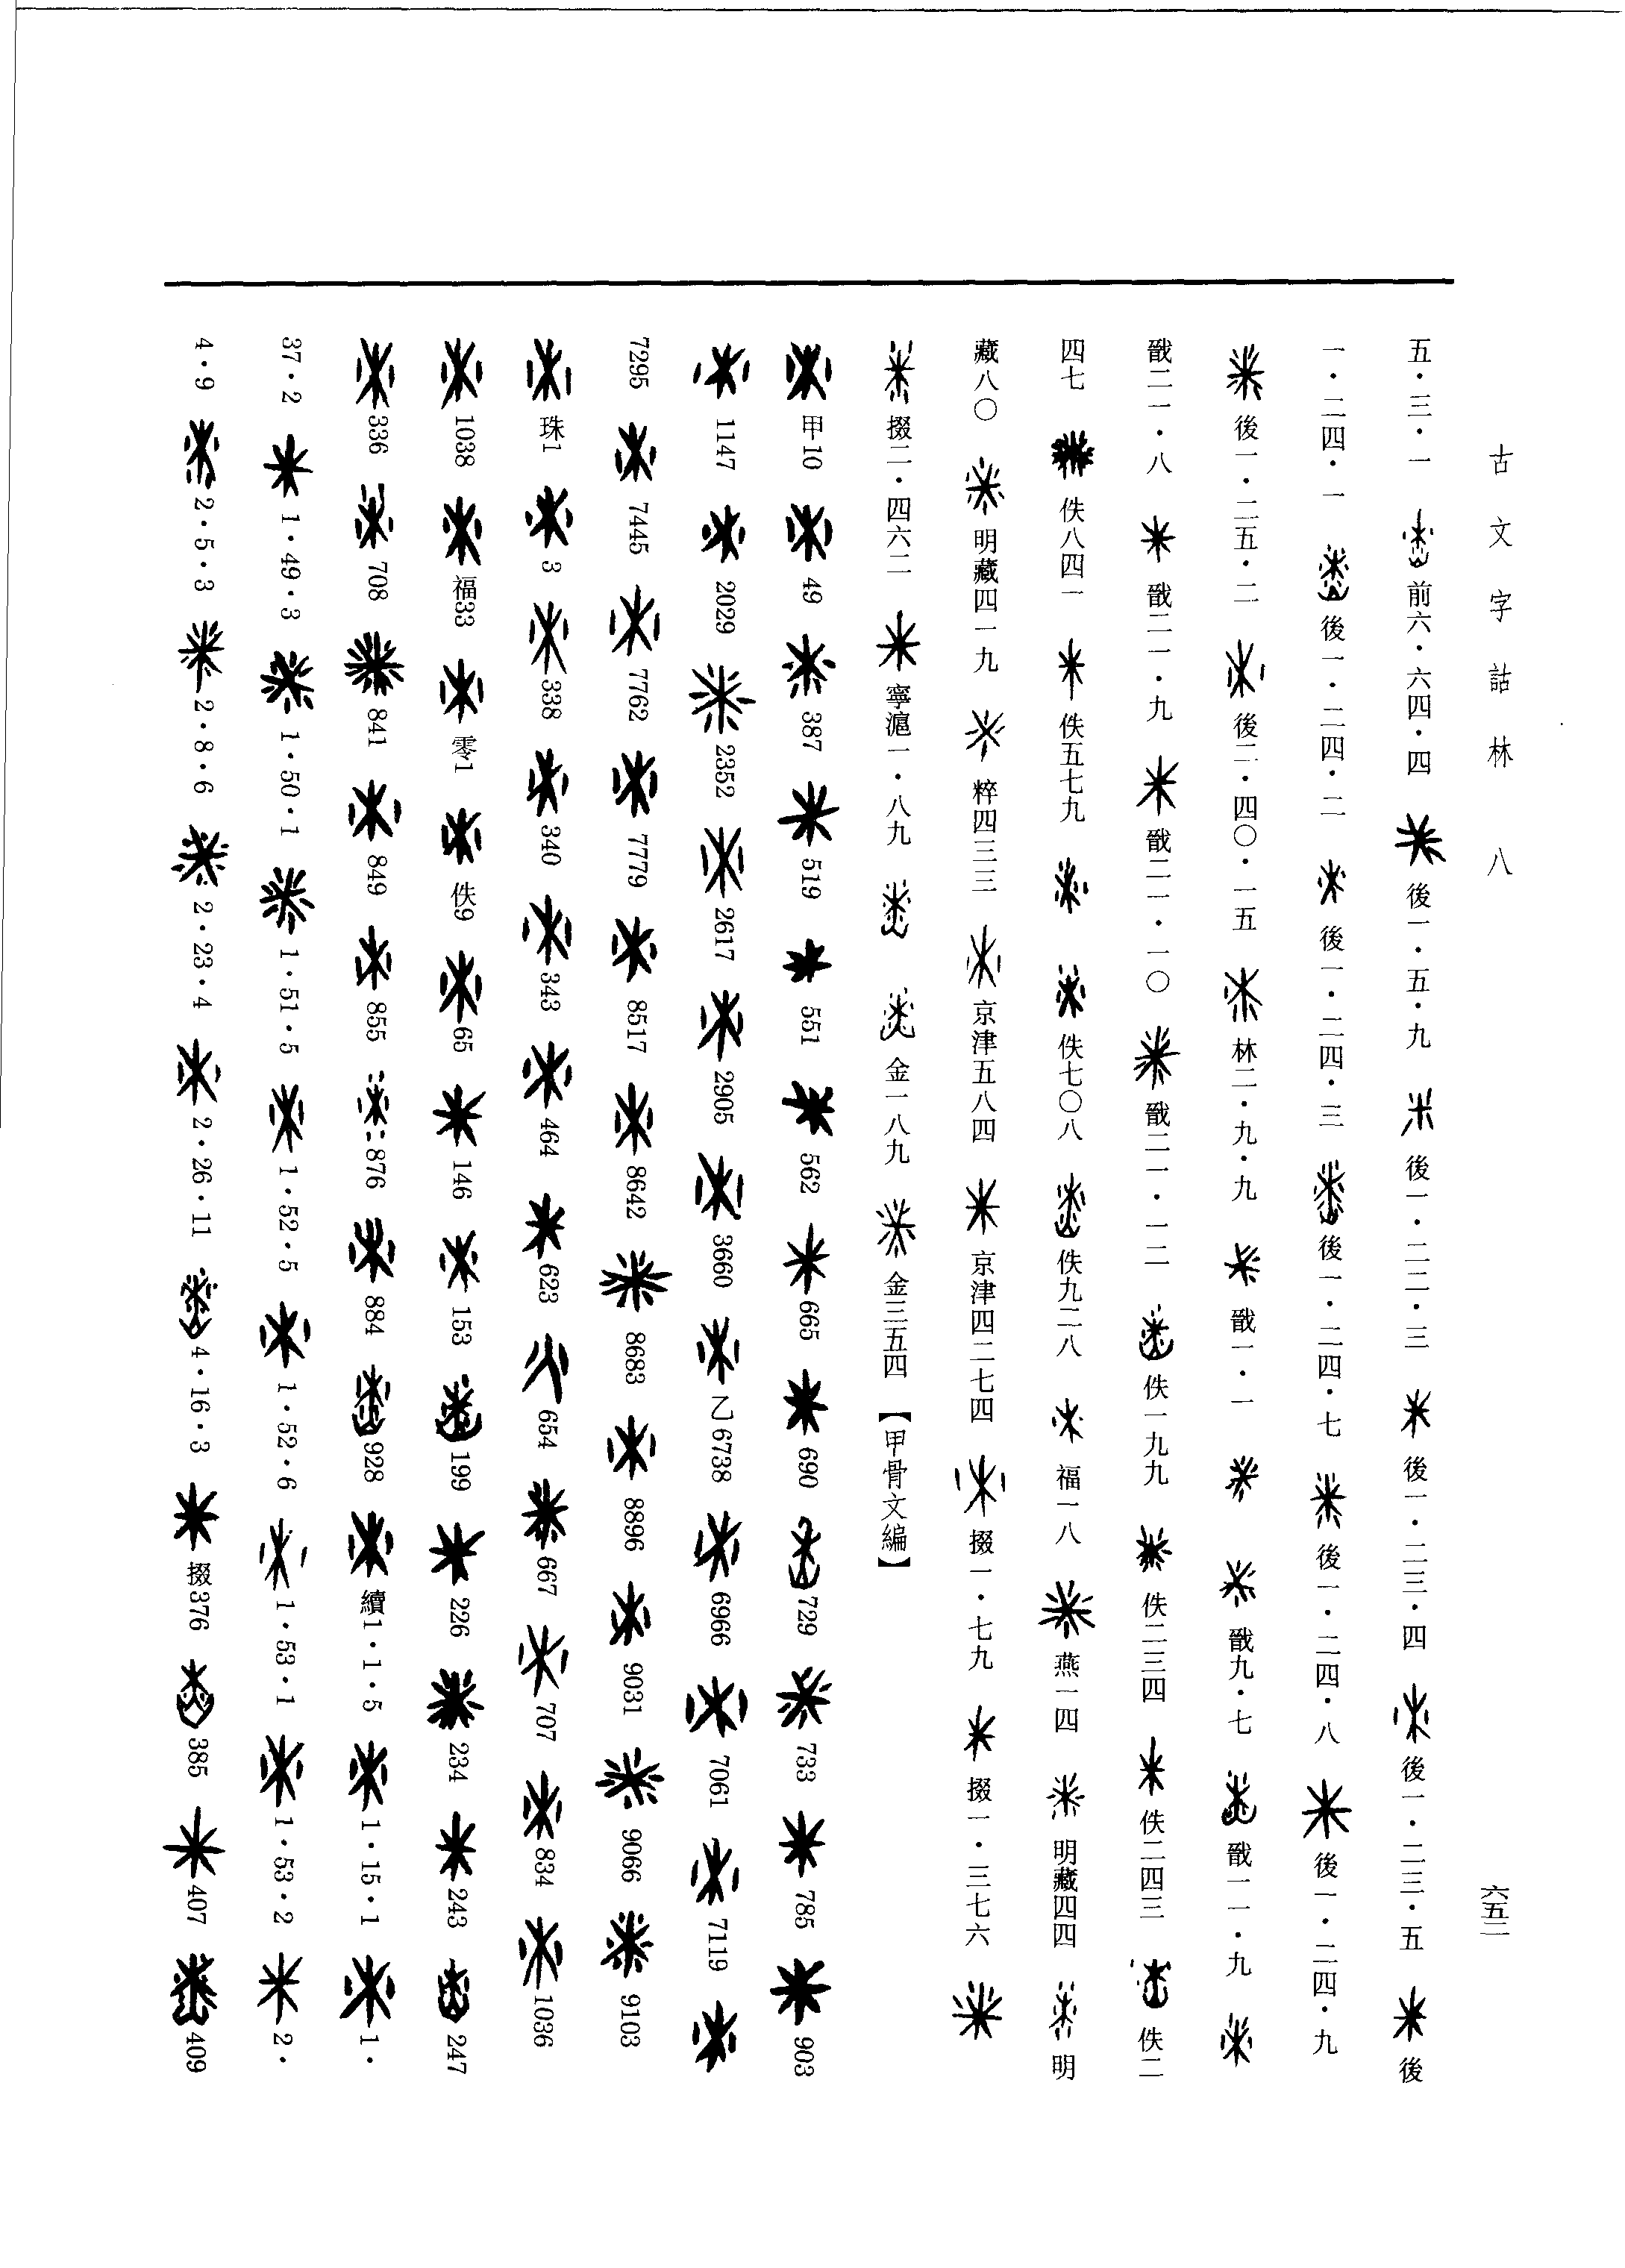 古文字詁林 八
六五二
五·三·一 前六·六四·四 後一·五·九 後一·二二·三 後一·二三·四 後一·二三·五 後
一·二四·一 後一·二四·二 後一·二四·三 後一·二四·七 後一·二四·八 後一·二四·九
後一·二五·二 後二·四〇·一五 林二·九·九 戩一·一 戩九·七 戩一一·九
戩二一·八 戩二一·九 戩二一·一〇 戩二一·一二 佚一九九 佚二三四 佚二四三 佚二
四七 佚八四一 佚五七九 佚七〇八 佚九二八 福一八 燕一四 明藏四四 明
藏八〇 明藏四一九 粹四三三 京津五八四 京津四二七四 掇一·七九 掇一·三七六
掇二·四六二 寧滬一·八九 金一八九 金三五四 【甲骨文編】
甲10 49 387 519 551 562 665 690 729 733 785 903
1147 2029 2352 2617 2905 3660 乙6738 6966 7061 7119
7295 7445 7762 7779 8517 8642 8683 8896 9031 9066 9103
珠1 3 338 340 343 464 623 654 667 707 834 1036
1038 福33 零1 佚9 65 146 153 199 226 234 243 247
336 708 841 849 855 876 884 928 續1·1·5 1·15·1 1·
37·2 1·49·3 1·50·1 1·51·5 1·52·5 1·52·6 1·53·1 1·53·2 2·
4·9 2·5·3 2·8·6 2·23·4 2·26·11 4·16·3 掇376 385 407 409